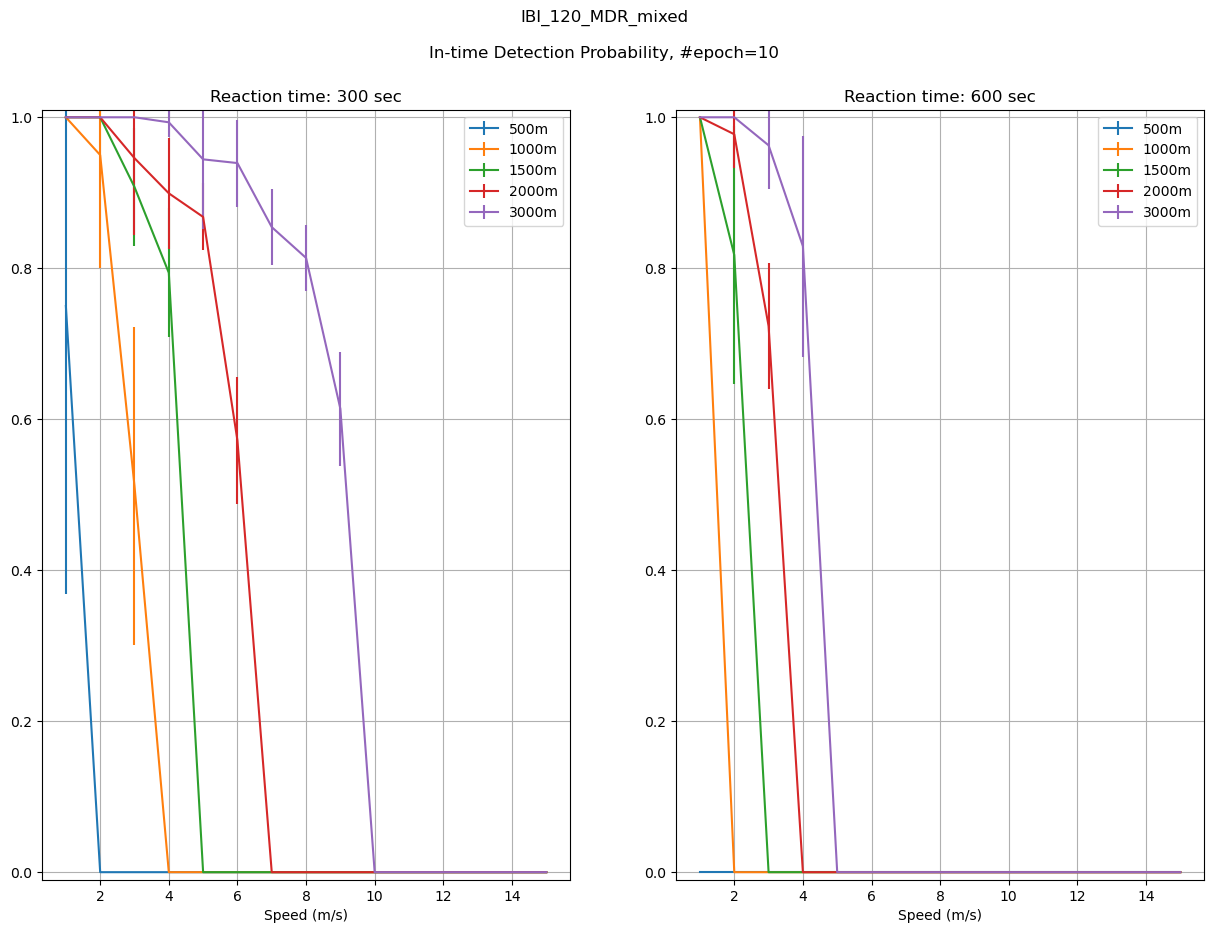 IBI_120_MDR_mixed
In-time Detection Probability, #epoch=10
Reaction time: 300 sec
1.0
0.8
0.6
0.4
0.2
0.0
2 4 6 8 10 12 14
Speed (m/s)
500m
1000m
1500m
2000m
3000m
Reaction time: 600 sec
1.0
0.8
0.6
0.4
0.2
0.0
2 4 6 8 10 12 14
Speed (m/s)
500m
1000m
1500m
2000m
3000m